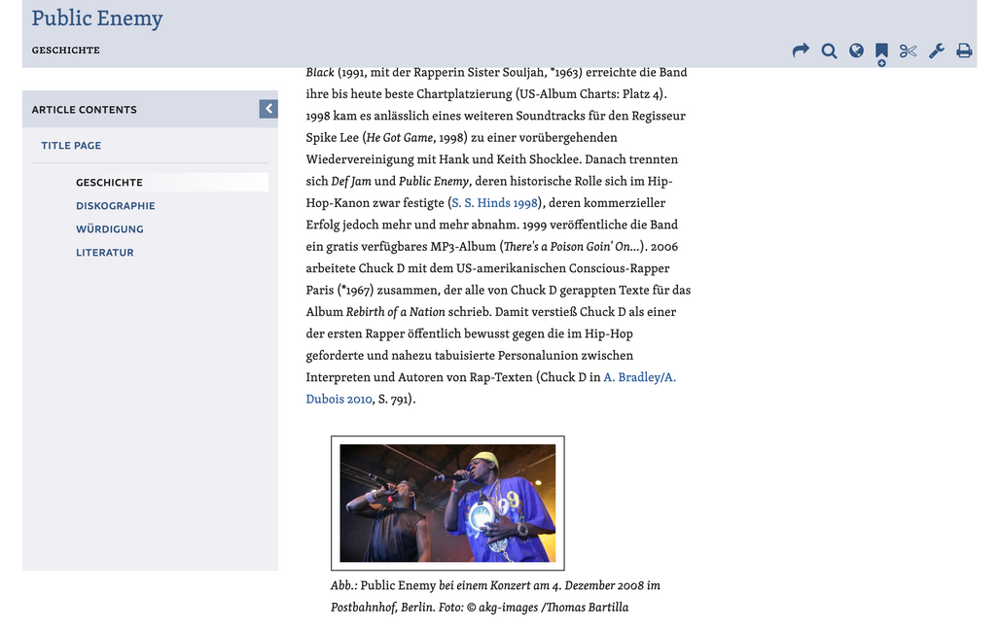 Public Enemy
GESCHICHTE
ARTICLE CONTENTS
TITLE PAGE
GESCHICHTE
DISKOGRAPHIE
WÜRDIGUNG
LITERATUR
Black (1991, mit der Rapperin Sister Souljah, *1963) erreichte die Band
ihre bis heute beste Chartplatzierung (US-Album Charts: Platz 4).
1998 kam es anlässlich eines weiteren Soundtracks für den Regisseur
Spike Lee (He Got Game, 1998) zu einer vorübergehenden
Wiedervereinigung mit Hank und Keith Shocklee. Danach trennten
sich Def Jam und Public Enemy, deren historische Rolle sich im Hip-
Hop-Kanon zwar festigte (S. S. Hinds 1998), deren kommerzieller
Erfolg jedoch mehr und mehr abnahm. 1999 veröffentliche die Band
ein gratis verfügbares MP3-Album (There's a Poison Goin' On...). 2006
arbeitete Chuck D mit dem US-amerikanischen Conscious-Rapper
Paris (*1967) zusammen, der alle von Chuck D gerappten Texte für das
Album Rebirth of a Nation schrieb. Damit verstieß Chuck D als einer
der ersten Rapper öffentlich bewusst gegen die im Hip-Hop
geforderte und nahezu tabuisierte Personalunion zwischen
Interpreten und Autoren von Rap-Texten (Chuck D in A. Bradley/A.
Dubois 2010, S. 791).
Abb.: Public Enemy bei einem Konzert am 4. Dezember 2008 im
Postbahnhof, Berlin. Foto: © akg-images /Thomas Bartilla